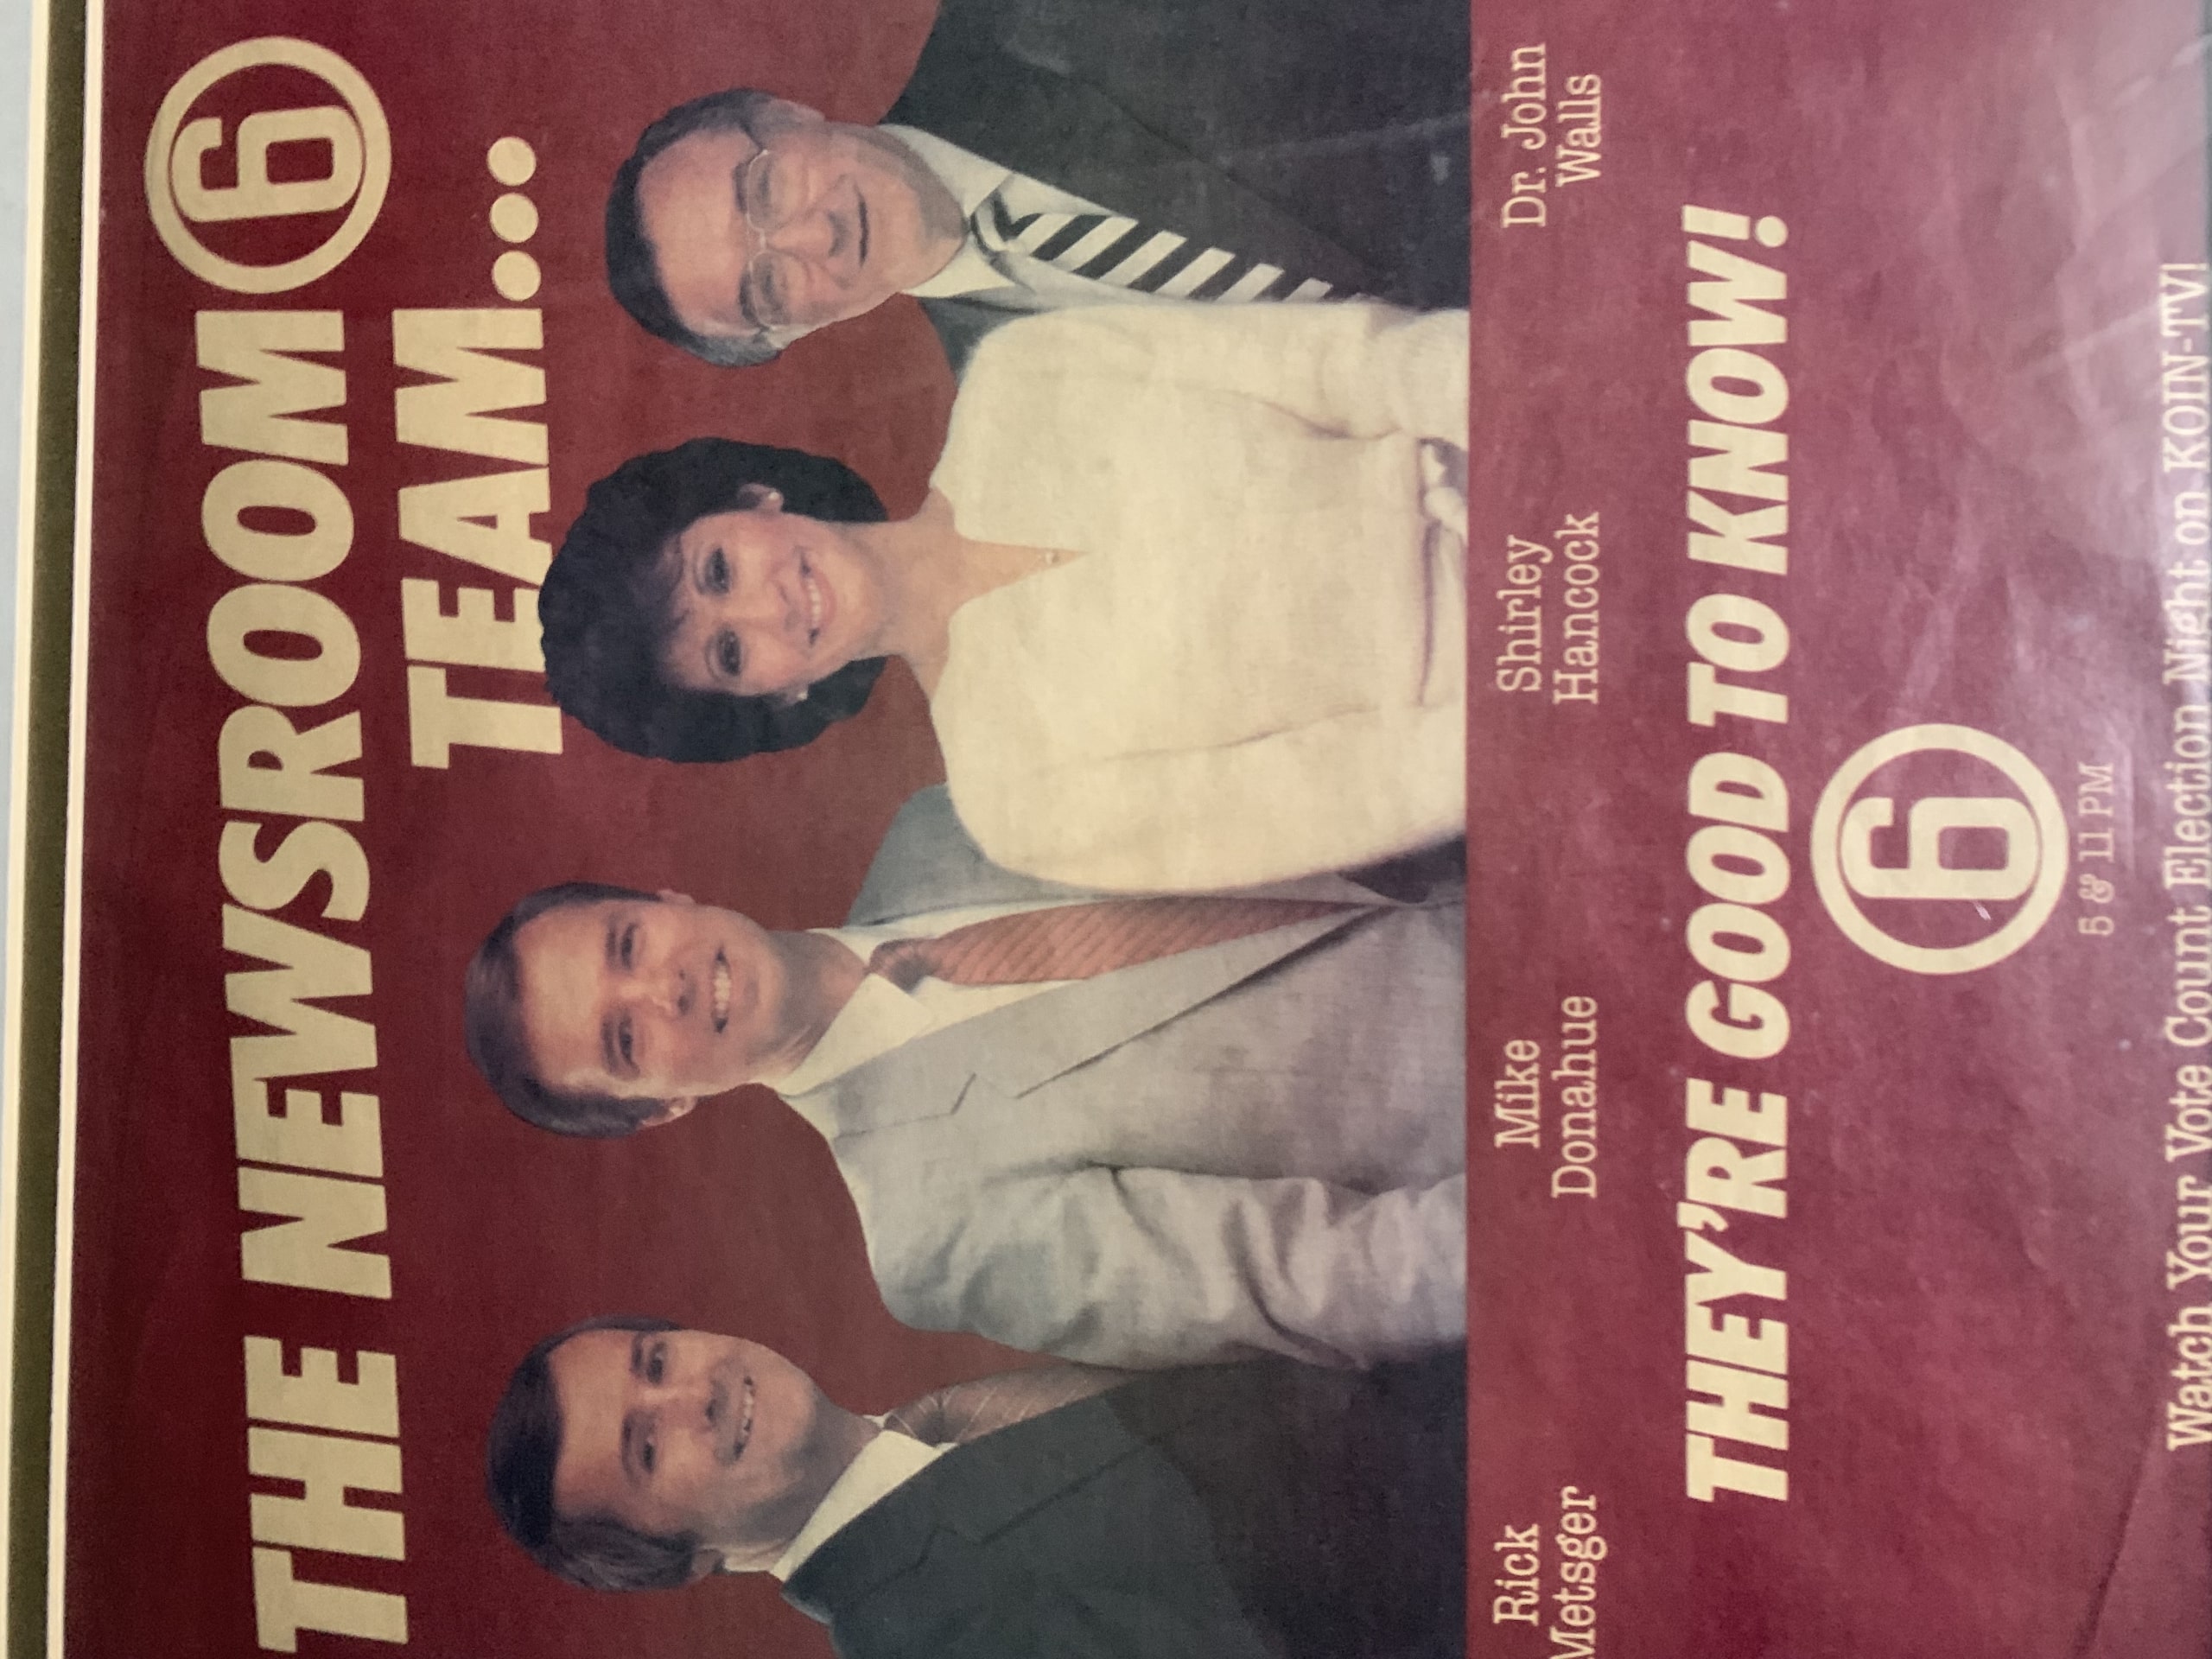 THE NEWSROOM 6
TEAM...
Rick
Metsger
Mike
Donahue
Shirley
Hancock
Dr. John
Walls
THEY'RE GOOD TO KNOW!
6
5 & 11 PM
Watch Your Vote Count Election Night on KOIN-TV!